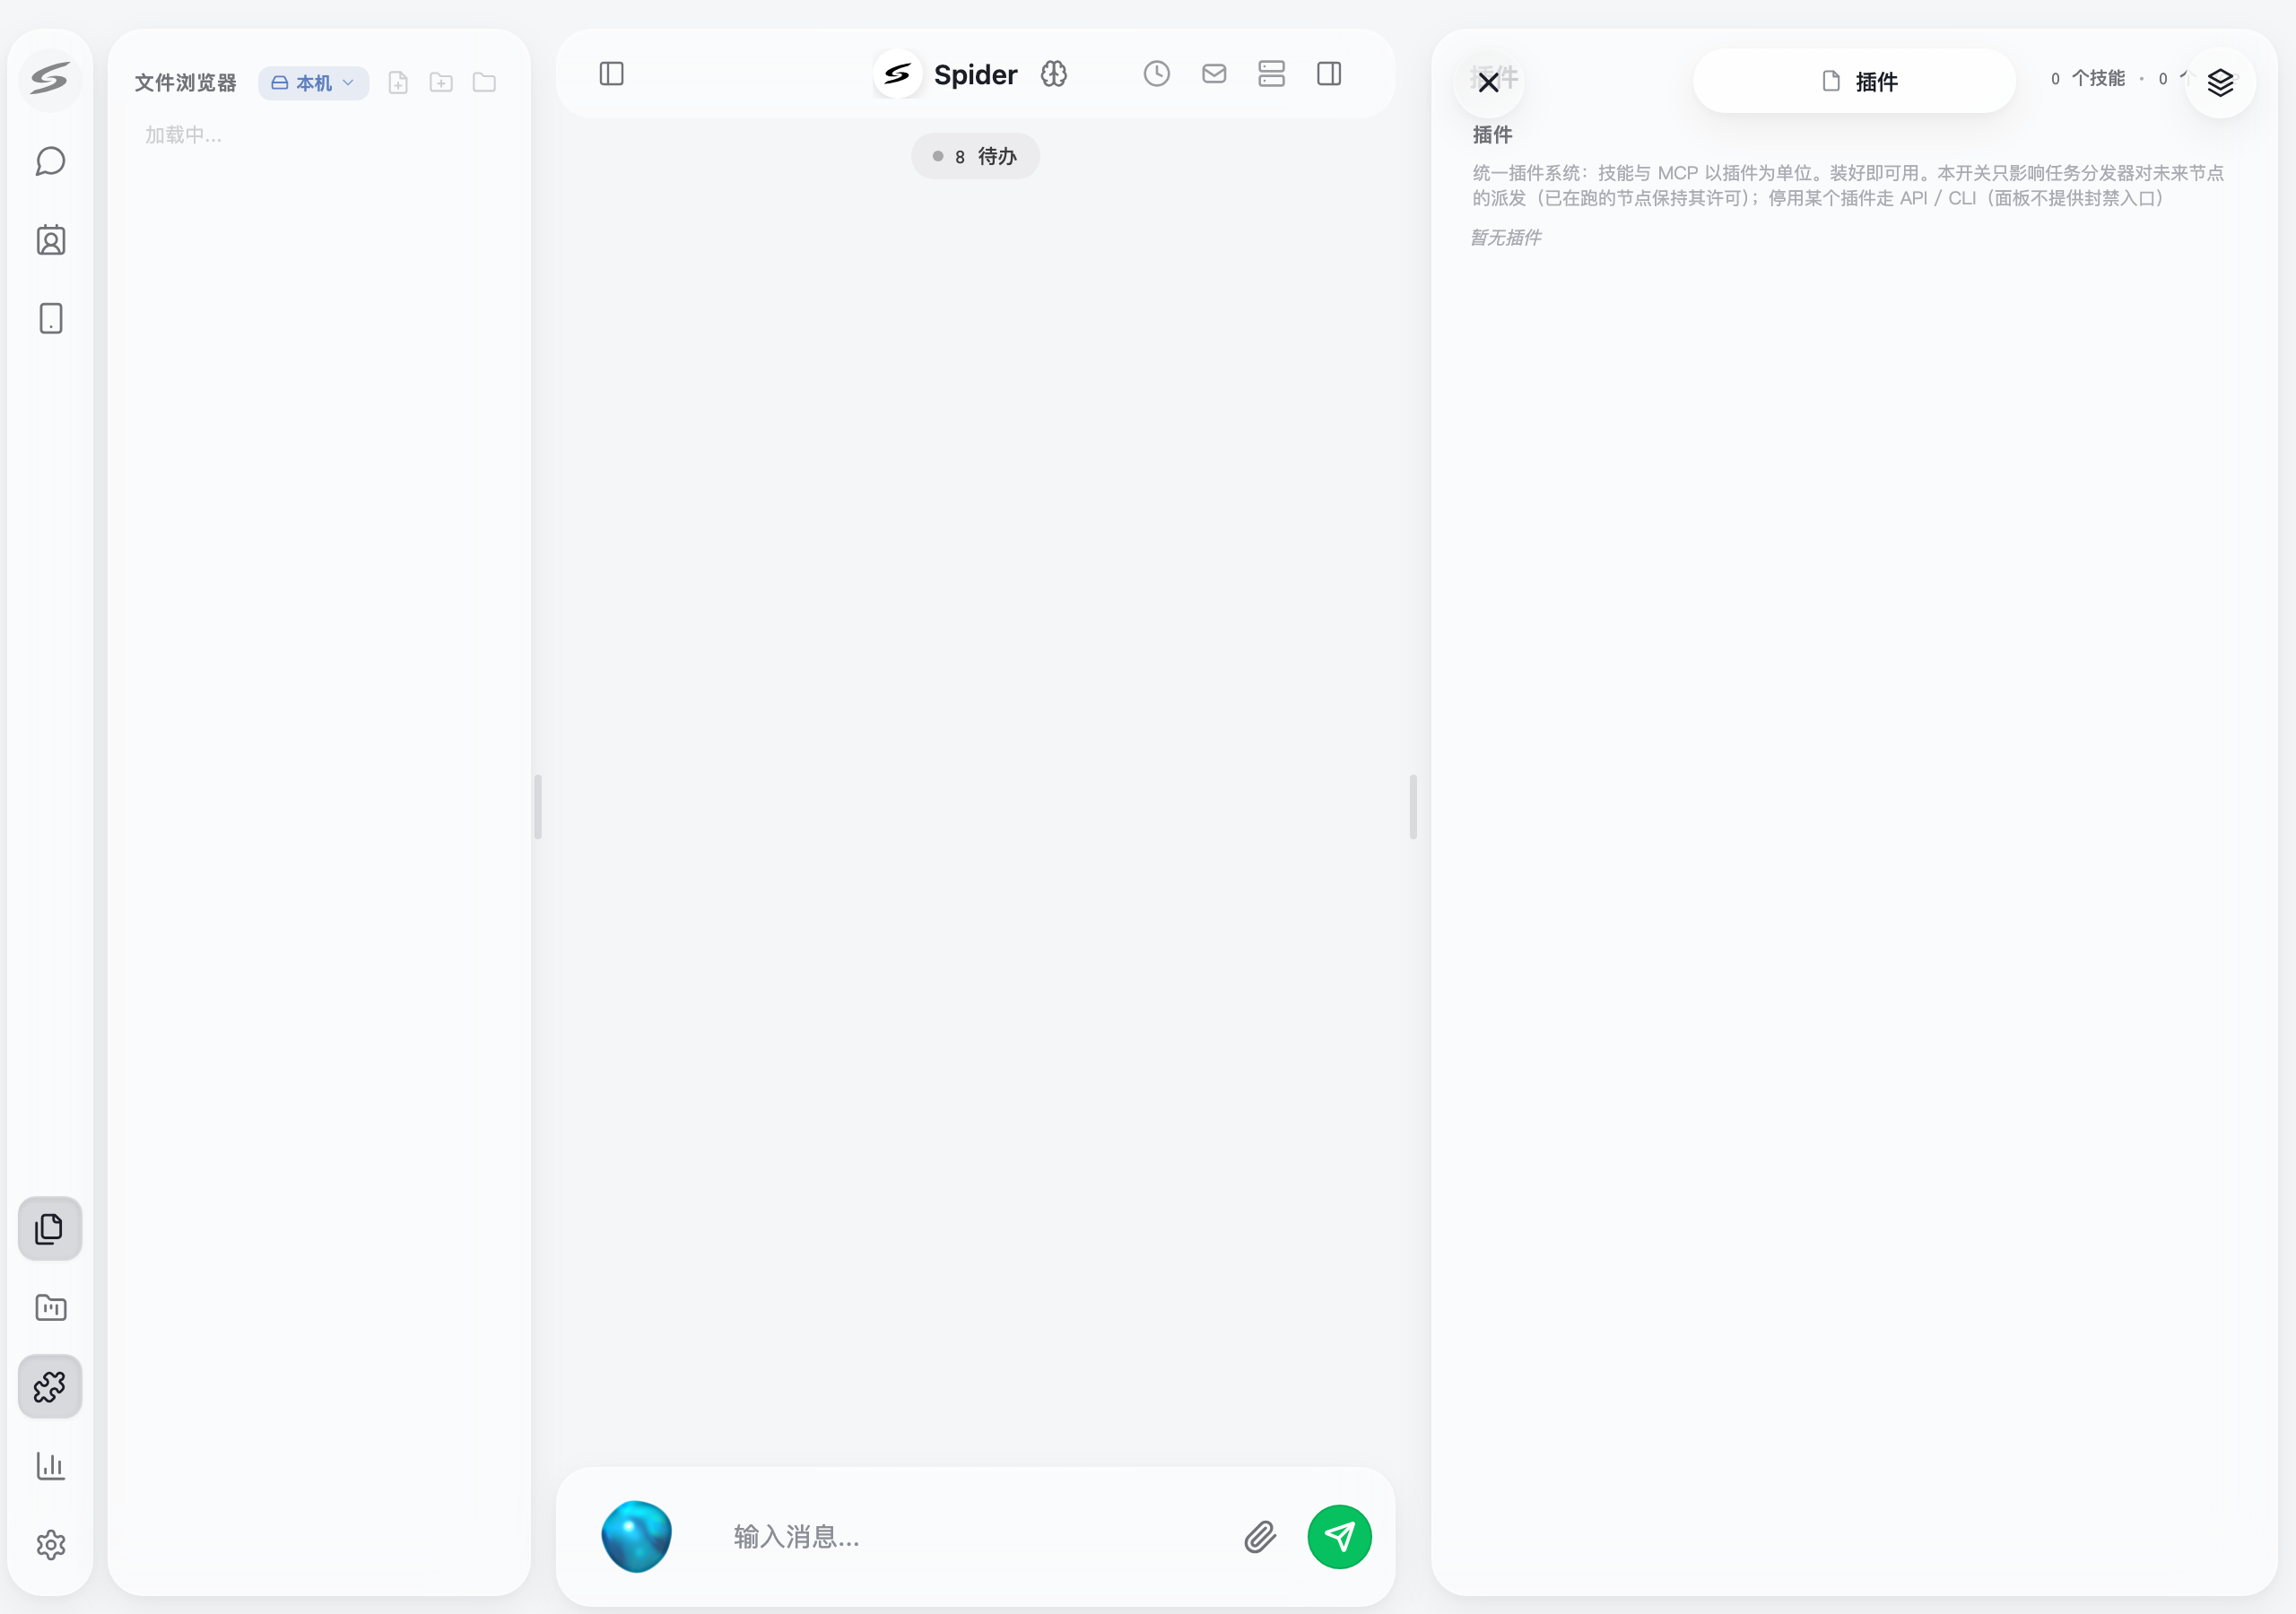 文件浏览器
本机
加载中...
Spider
8 待办
插件
插件
0 个技能 · 0 个
插件
统一插件系统：技能与 MCP 以插件为单位。装好即可用。本开关只影响任务分发器对未来节点
的派发（已在跑的节点保持其许可）；停用某个插件走 API / CLI（面板不提供封禁入口）
暂无插件
输入消息...